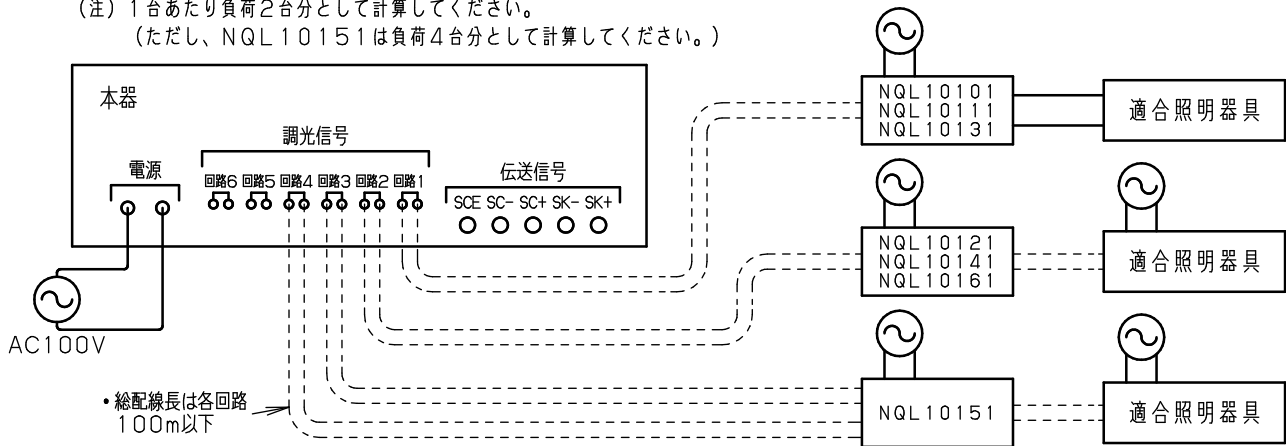 (注) 1台あたり負荷2台分として計算してください。
(ただし、NQL10151は負荷4台分として計算してください。)
本器
調光信号
電源
伝送信号
回路6 回路5 回路4 回路3 回路2 回路1
SCE SC- SC+ SK- SK+
AC100V
・総配線長は各回路
100m以下
NQL10101
NQL10111
NQL10131
適合照明器具
NQL10121
NQL10141
NQL10161
適合照明器具
NQL10151
適合照明器具